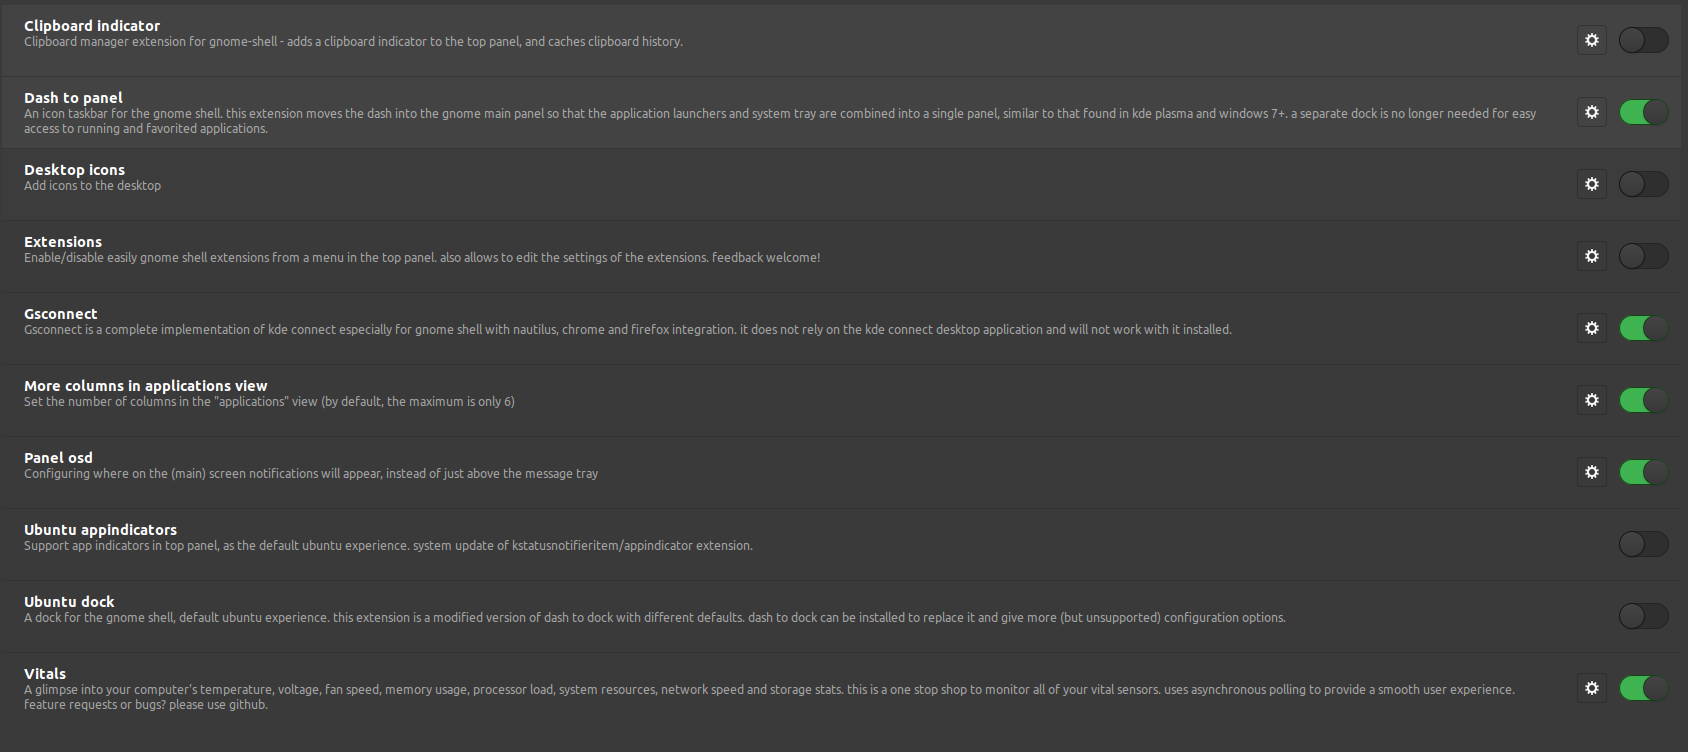 Clipboard indicator
Clipboard manager extension for gnome-shell - adds a clipboard indicator to the top panel, and caches clipboard history.
Dash to panel
An icon taskbar for the gnome shell. this extension moves the dash into the gnome main panel so that the application launchers and system tray are combined into a single panel, similar to that found in kde plasma and windows 7+. a separate dock is no longer needed for easy
access to running and favorited applications.
Desktop icons
Add icons to the desktop
Extensions
Enable/disable easily gnome shell extensions from a menu in the top panel. also allows to edit the settings of the extensions. feedback welcome!
Gsconnect
Gsconnect is a complete implementation of kde connect especially for gnome shell with nautilus, chrome and firefox integration. it does not rely on the kde connect desktop application and will not work with it installed.
More columns in applications view
Set the number of columns in the "applications" view (by default, the maximum is only 6)
Panel osd
Configuring where on the (main) screen notifications will appear, instead of just above the message tray
Ubuntu appindicators
Support app indicators in top panel, as the default ubuntu experience. system update of kstatusnotifieritem/appindicator extension.
Ubuntu dock
A dock for the gnome shell, default ubuntu experience. this extension is a modified version of dash to dock with different defaults. dash to dock can be installed to replace it and give more (but unsupported) configuration options.
Vitals
A glimpse into your computer's temperature, voltage, fan speed, memory usage, processor load, system resources, network speed and storage stats. this is a one stop shop to monitor all of your vital sensors. uses asynchronous polling to provide a smooth user experience.
feature requests or bugs? please use github.